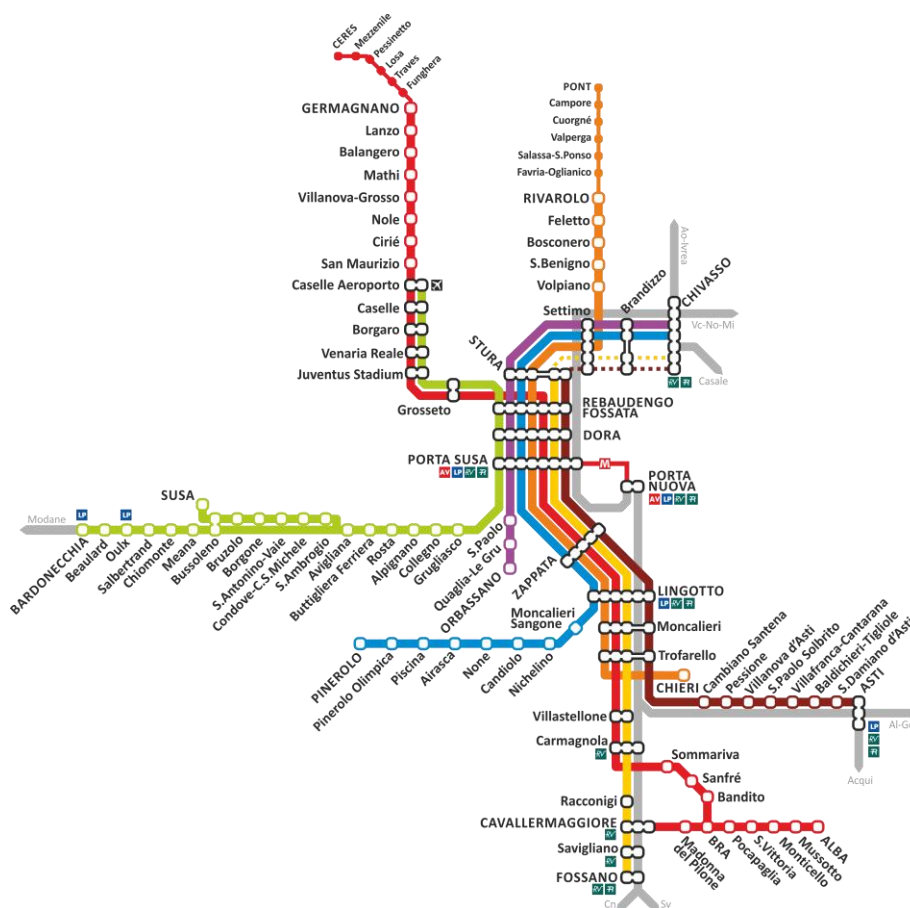 CERES
Mezzenile
Pessinetto
Losa
Traves
Funghera
GERMAGNANO
Lanzo
Balangero
Mathi
Villanova-Grosso
Nole
Cirié
San Maurizio
Caselle Aeroporto
Caselle
Borgaro
Venaria Reale
Juventus Stadium
Grosseto
PONT
Campore
Cuorgné
Valperga
Salassa-S.Ponso
Favria-Oglianico
RIVAROLO
Feletto
Bosconero
S.Benigno
Volpiano
Settimo
Brandizzo
CHIVASSO
Ao-Ivrea
Vc-No-Mi
Casale
RV R
STURA
REBAUDENGO
FOSSATA
DORA
PORTA SUSA
AV LP RV R
M
PORTA
NUOVA
AV LP RV R
SUSA
Modane
LP
LP
BARDONECCHIA
Beaulard
Oulx
Salbertrand
Chiomonte
Meana
Bussoleno
Bruzolo
Borgone
S.Antonino-Vaie
Condove-C.S.Michele
S.Ambrogio
Avigliana
Buttigliera Ferriera
Rosta
Alpignano
Collegno
Grugliasco
S.Paolo
Quaglia-Le Gru
ORBASSANO
ZAPPATA
LINGOTTO
LP RV R
Moncalieri
Sangone
Moncalieri
Trofarello
CHIERI
PINEROLO
Pinerolo Olimpica
Piscina
Airasca
None
Candiolo
Nichelino
Cambiano Santena
Pessione
Villanova d'Asti
S.Paolo Solbrito
Villafranca-Cantarana
Baldichieri-Tigliole
S.Damiano d'Asti
ASTI
Al-G
LP
RV
R
Acqui
Villastellone
Carmagnola
RV
Sommariva
Sanfré
Bandito
Racconigi
CAVALLERMAGGIORE
RV
Savigliano
RV
FOSSANO
RV R
Cn
Sv
Madonna
del Pilone
BRA
Pocapaglia
S.Vittoria
Monticello
Mussotto
ALBA